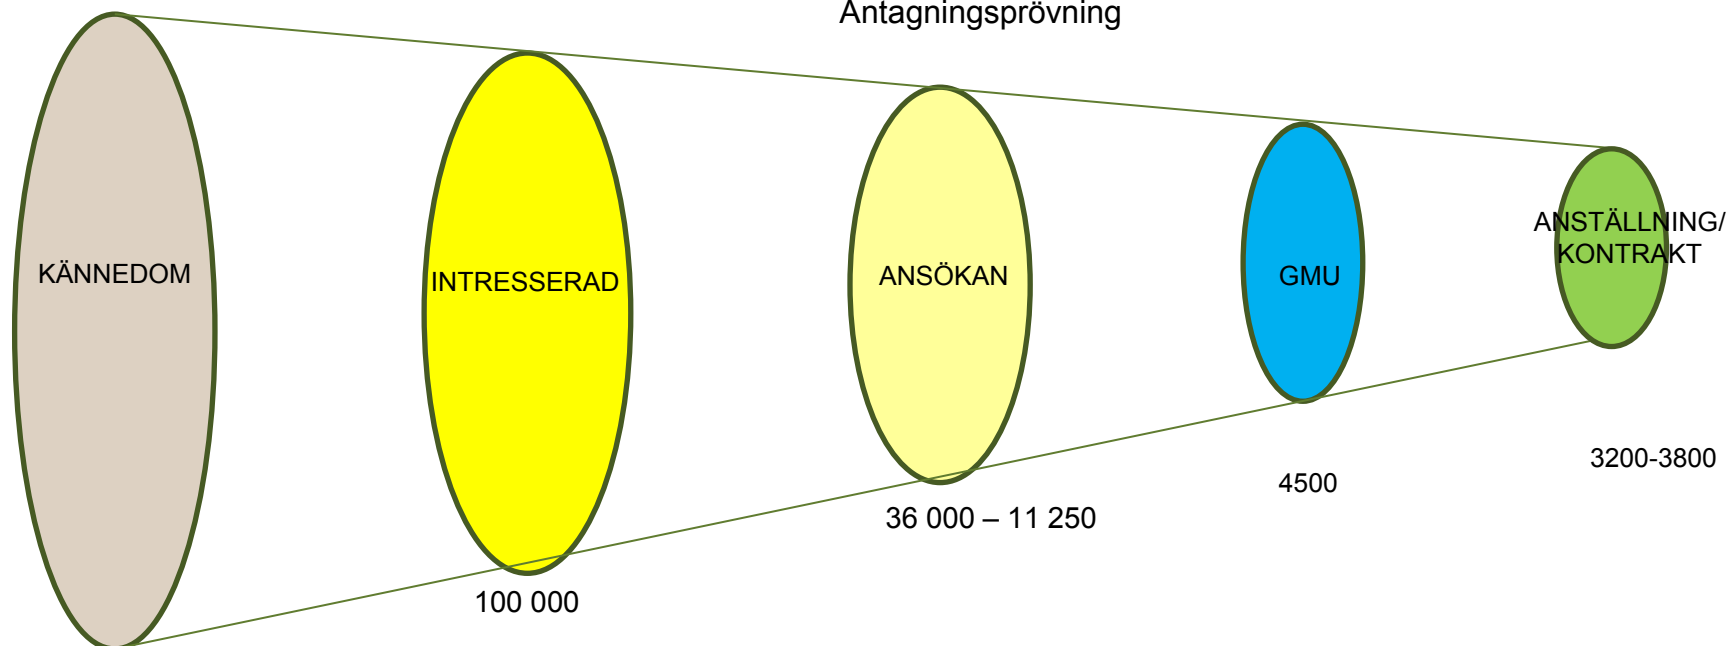 Antagningsprövning
KÄNNEDOM
INTRESSERAD
ANSÖKAN
GMU
ANSTÄLLNING/
KONTRAKT
100 000
36 000 – 11 250
4500
3200-3800